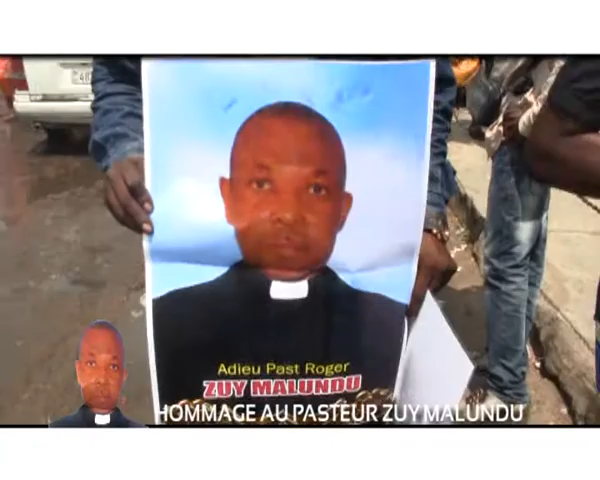 Adieu Past Roger
ZUY MALUNDU
HOMMAGE AU PASTEUR ZUY MALUNDU